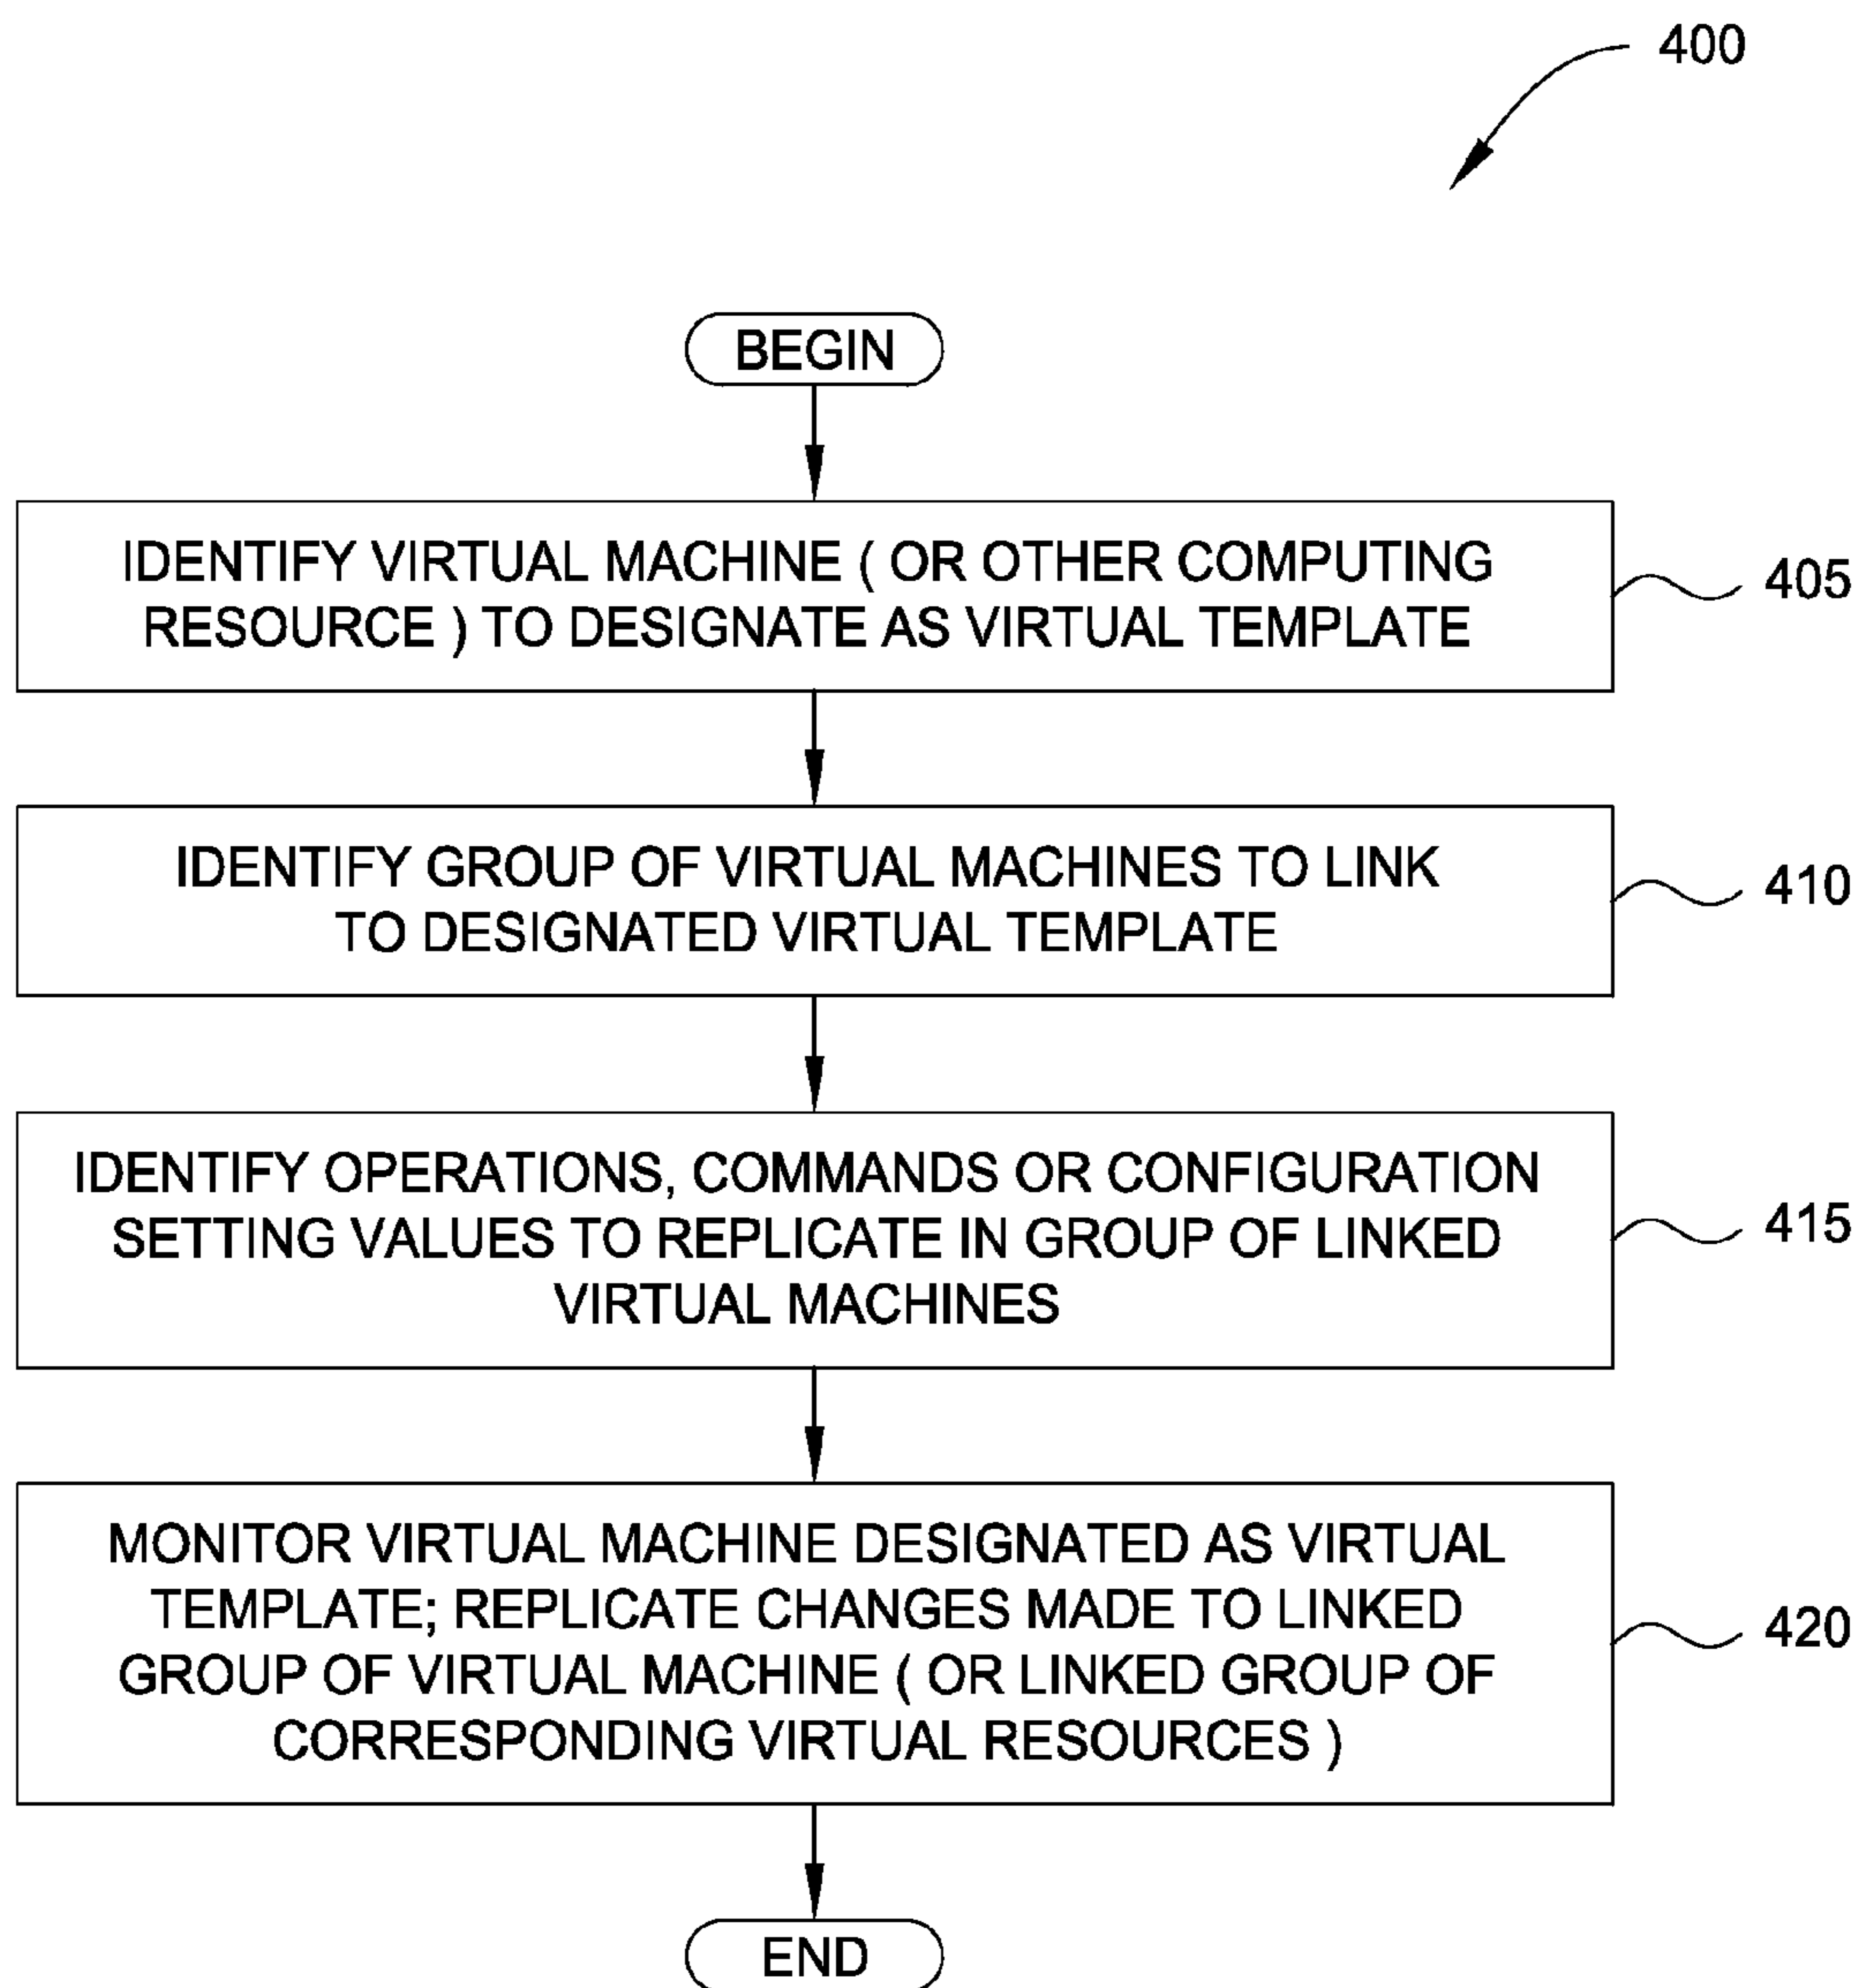 400
BEGIN
IDENTIFY VIRTUAL MACHINE ( OR OTHER COMPUTING
RESOURCE ) TO DESIGNATE AS VIRTUAL TEMPLATE
405
IDENTIFY GROUP OF VIRTUAL MACHINES TO LINK
TO DESIGNATED VIRTUAL TEMPLATE
410
IDENTIFY OPERATIONS, COMMANDS OR CONFIGURATION
SETTING VALUES TO REPLICATE IN GROUP OF LINKED
VIRTUAL MACHINES
415
MONITOR VIRTUAL MACHINE DESIGNATED AS VIRTUAL
TEMPLATE; REPLICATE CHANGES MADE TO LINKED
GROUP OF VIRTUAL MACHINE ( OR LINKED GROUP OF
CORRESPONDING VIRTUAL RESOURCES )
420
END